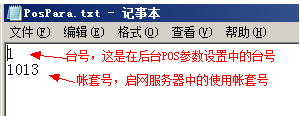 PosPara.txt - 记事本
文件(F) 编辑(E) 格式(O) 查看(V) 帮助(H)
1 台号，这是在后台POS参数设置中的台号
1013 帐套号，启网服务器中的使用帐套号